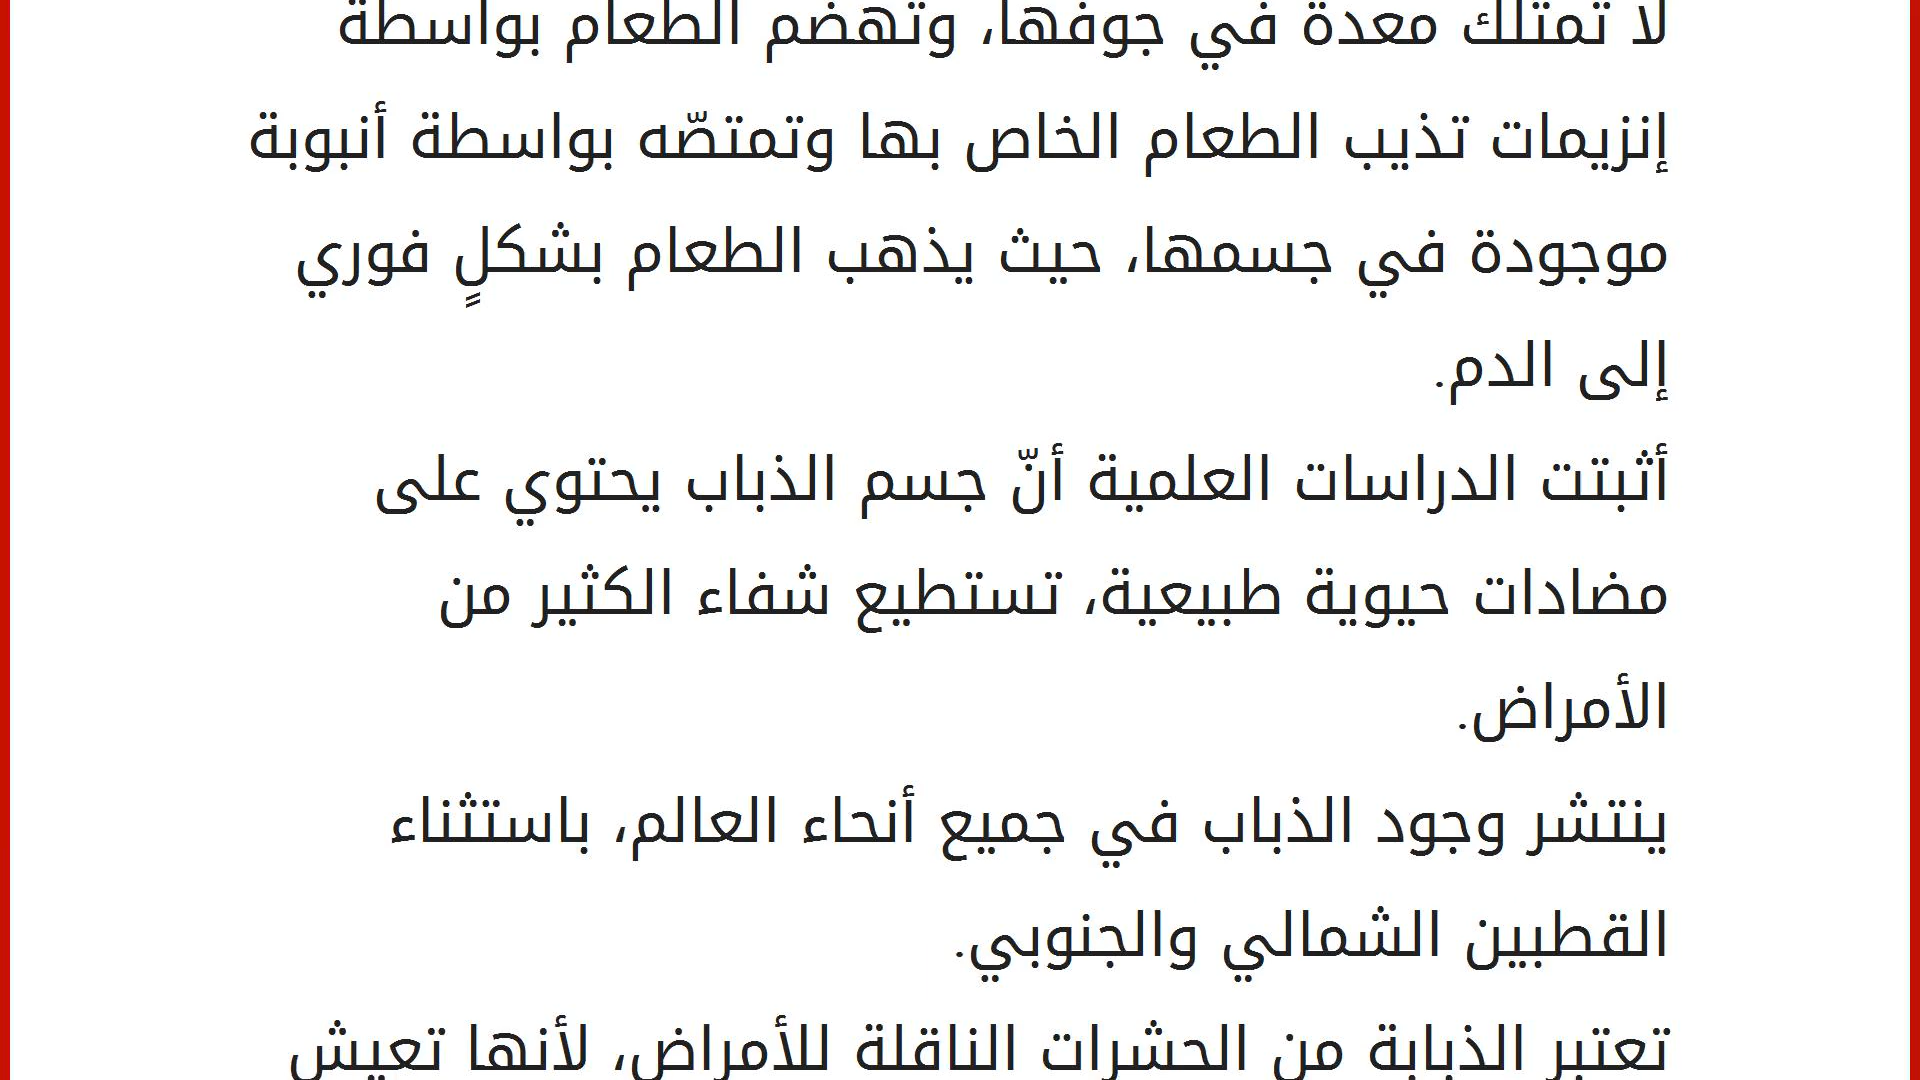 لا تمتلك معدة في جوفها، وتهضم الطعام بواسطة
إنزيمات تذيب الطعام الخاص بها وتمتصّه بواسطة أنبوبة
موجودة في جسمها، حيث يذهب الطعام بشكلٍ فوري
إلى الدم.
أثبتت الدراسات العلمية أنّ جسم الذباب يحتوي على
مضادات حيوية طبيعية، تستطيع شفاء الكثير من
الأمراض.
ينتشر وجود الذباب في جميع أنحاء العالم، باستثناء
القطبين الشمالي والجنوبي.
تعتبر الذبابة من الحشرات الناقلة للأمراض، لأنها تعيش